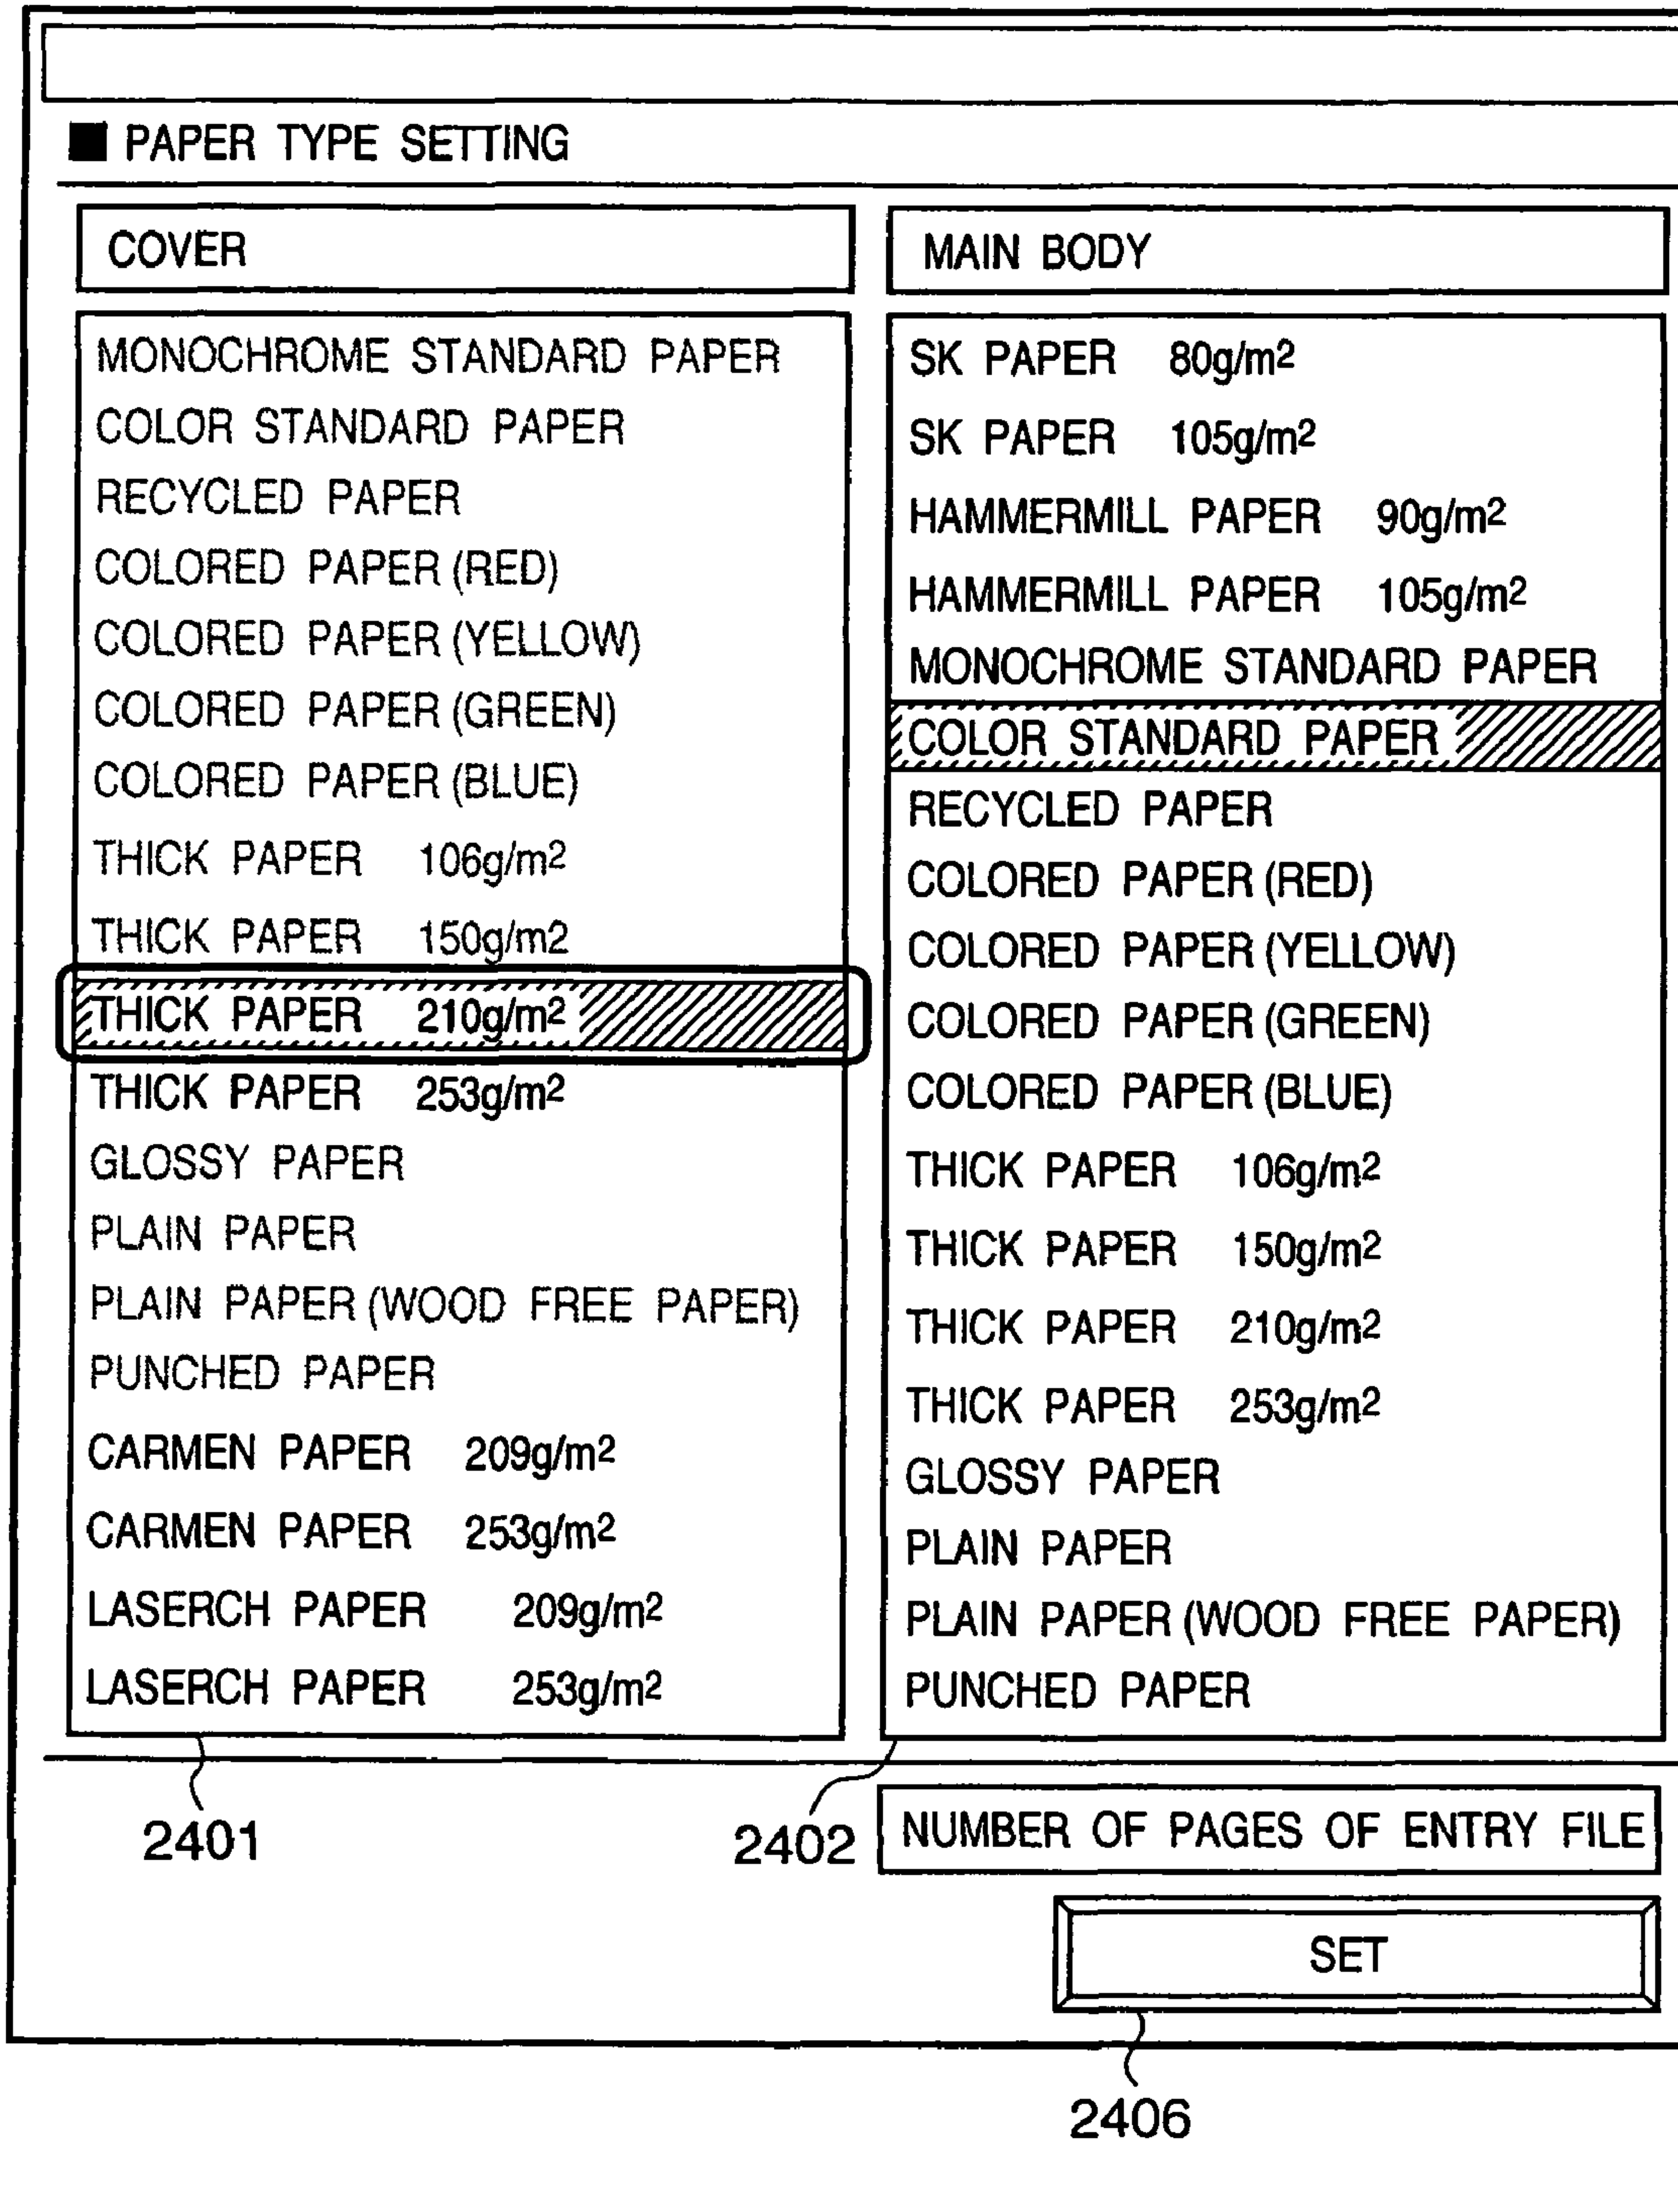 ■ PAPER TYPE SETTING
COVER
MONOCHROME STANDARD PAPER
COLOR STANDARD PAPER
RECYCLED PAPER
COLORED PAPER (RED)
COLORED PAPER (YELLOW)
COLORED PAPER (GREEN)
COLORED PAPER (BLUE)
THICK PAPER 106g/m2
THICK PAPER 150g/m2
THICK PAPER 210g/m2
THICK PAPER 253g/m2
GLOSSY PAPER
PLAIN PAPER
PLAIN PAPER (WOOD FREE PAPER)
PUNCHED PAPER
CARMEN PAPER 209g/m2
CARMEN PAPER 253g/m2
LASERCH PAPER 209g/m2
LASERCH PAPER 253g/m2
2401
MAIN BODY
SK PAPER 80g/m2
SK PAPER 105g/m2
HAMMERMILL PAPER 90g/m2
HAMMERMILL PAPER 105g/m2
MONOCHROME STANDARD PAPER
COLOR STANDARD PAPER
RECYCLED PAPER
COLORED PAPER (RED)
COLORED PAPER (YELLOW)
COLORED PAPER (GREEN)
COLORED PAPER (BLUE)
THICK PAPER 106g/m2
THICK PAPER 150g/m2
THICK PAPER 210g/m2
THICK PAPER 253g/m2
GLOSSY PAPER
PLAIN PAPER
PLAIN PAPER (WOOD FREE PAPER)
PUNCHED PAPER
2402
NUMBER OF PAGES OF ENTRY FILE
SET
2406